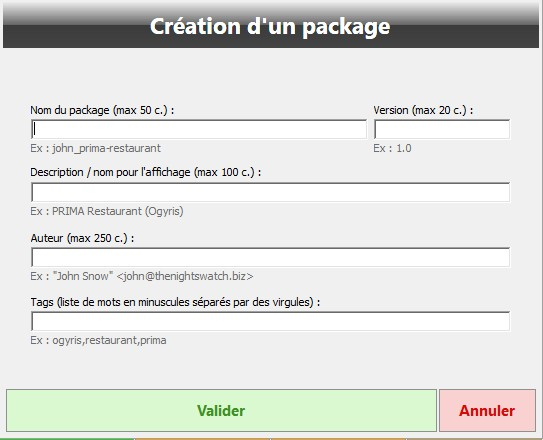 Création d'un package
Nom du package (max 50 c.) : Version (max 20 c.) :
Ex : john_prima-restaurant Ex : 1.0
Description / nom pour l'affichage (max 100 c.) :
Ex : PRIMA Restaurant (Ogyris)
Auteur (max 250 c.) :
Ex : "John Snow" <john@thenightswatch.biz>
Tags (liste de mots en minuscules séparés par des virgules) :
Ex : ogyris,restaurant,prima
Valider Annuler